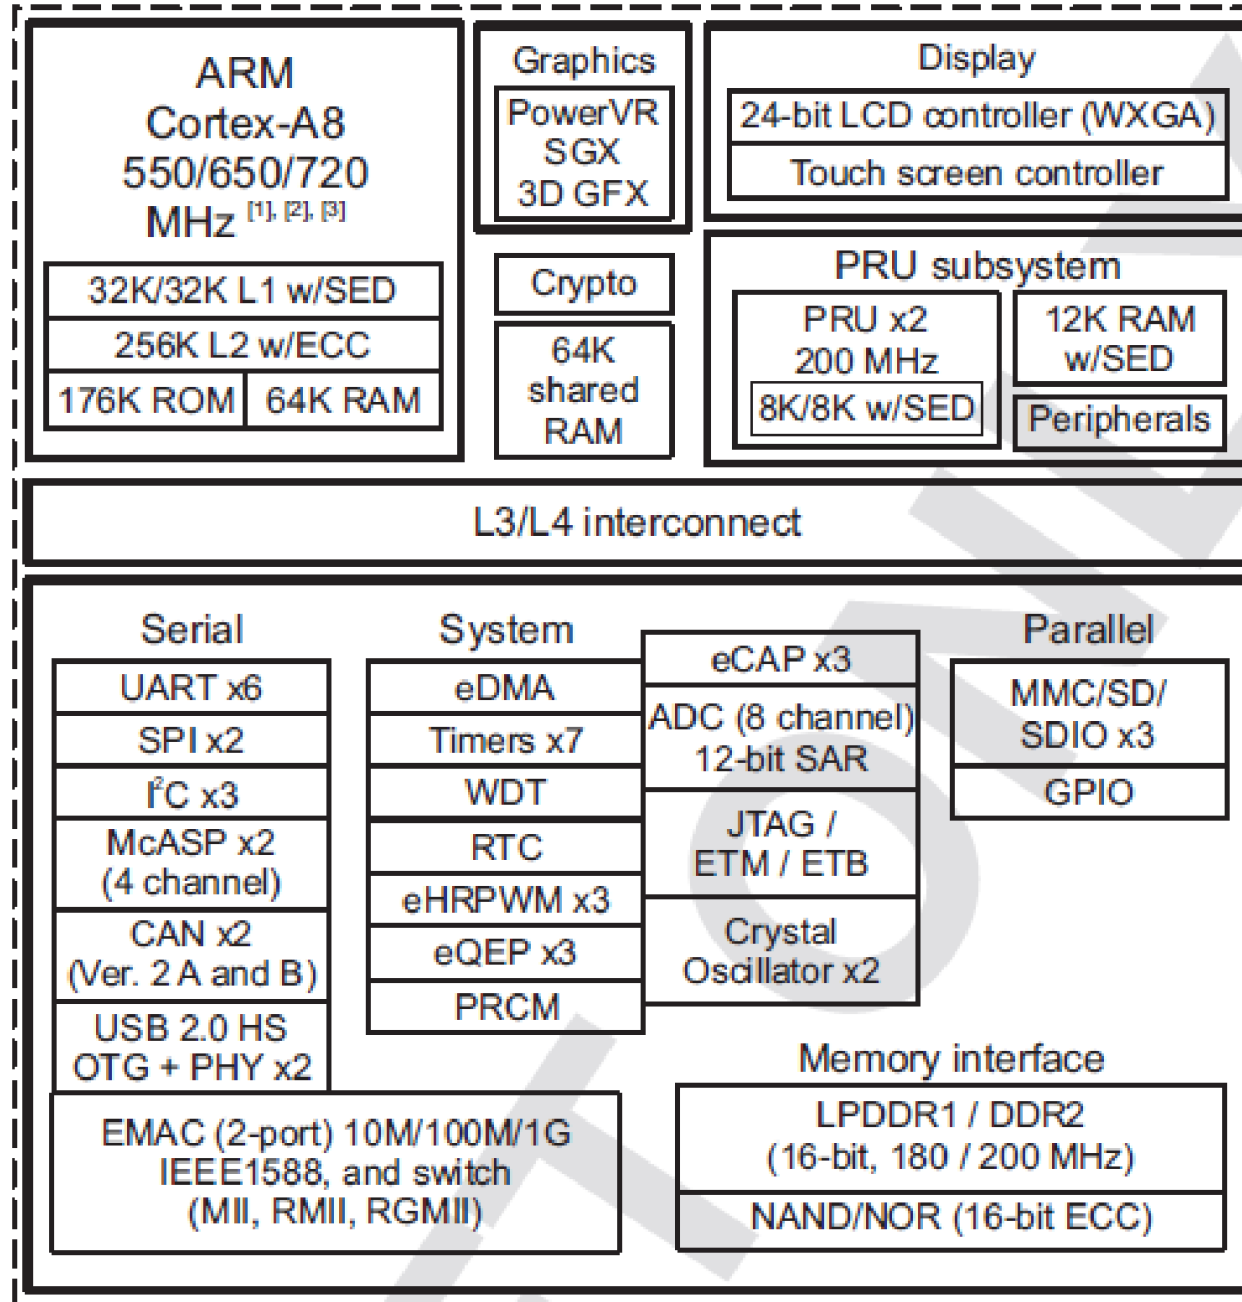 ARM
Cortex-A8
550/650/720
MHz [1], [2], [3]
32K/32K L1 w/SED
256K L2 w/ECC
176K ROM
64K RAM
Graphics
PowerVR
SGX
3D GFX
Crypto
64K
shared
RAM
Display
24-bit LCD controller (WXGA)
Touch screen controller
PRU subsystem
PRU x2
200 MHz
8K/8K w/SED
12K RAM
w/SED
Peripherals
L3/L4 interconnect
Serial
UART x6
SPI x2
I²C x3
McASP x2
(4 channel)
CAN x2
(Ver. 2 A and B)
USB 2.0 HS
OTG + PHY x2
EMAC (2-port) 10M/100M/1G
IEEE1588, and switch
(MII, RMII, RGMII)
System
eDMA
Timers x7
WDT
RTC
eHRPWM x3
eQEP x3
PRCM
eCAP x3
ADC (8 channel)
12-bit SAR
JTAG /
ETM / ETB
Crystal
Oscillator x2
Parallel
MMC/SD/
SDIO x3
GPIO
Memory interface
LPDDR1 / DDR2
(16-bit, 180 / 200 MHz)
NAND/NOR (16-bit ECC)